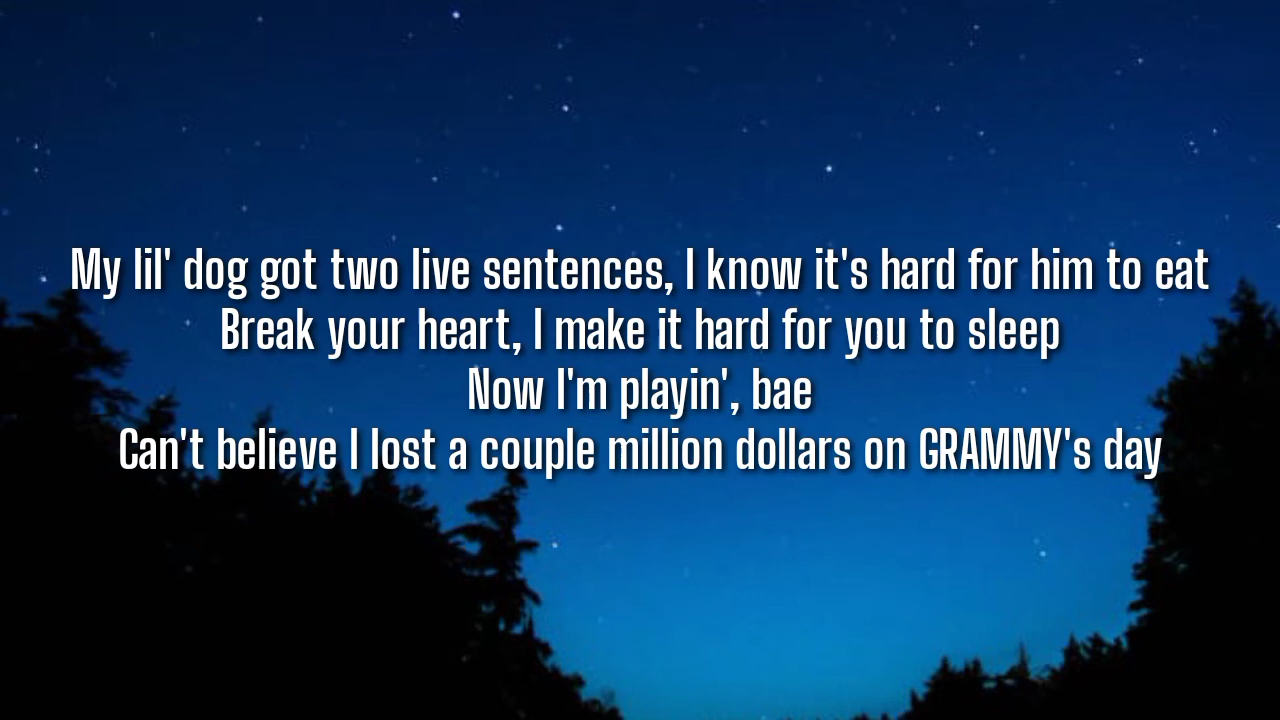 My lil' dog got two live sentences, I know it's hard for him to eat
Break your heart, I make it hard for you to sleep
Now I'm playin', bae
Can't believe I lost a couple million dollars on GRAMMY's day